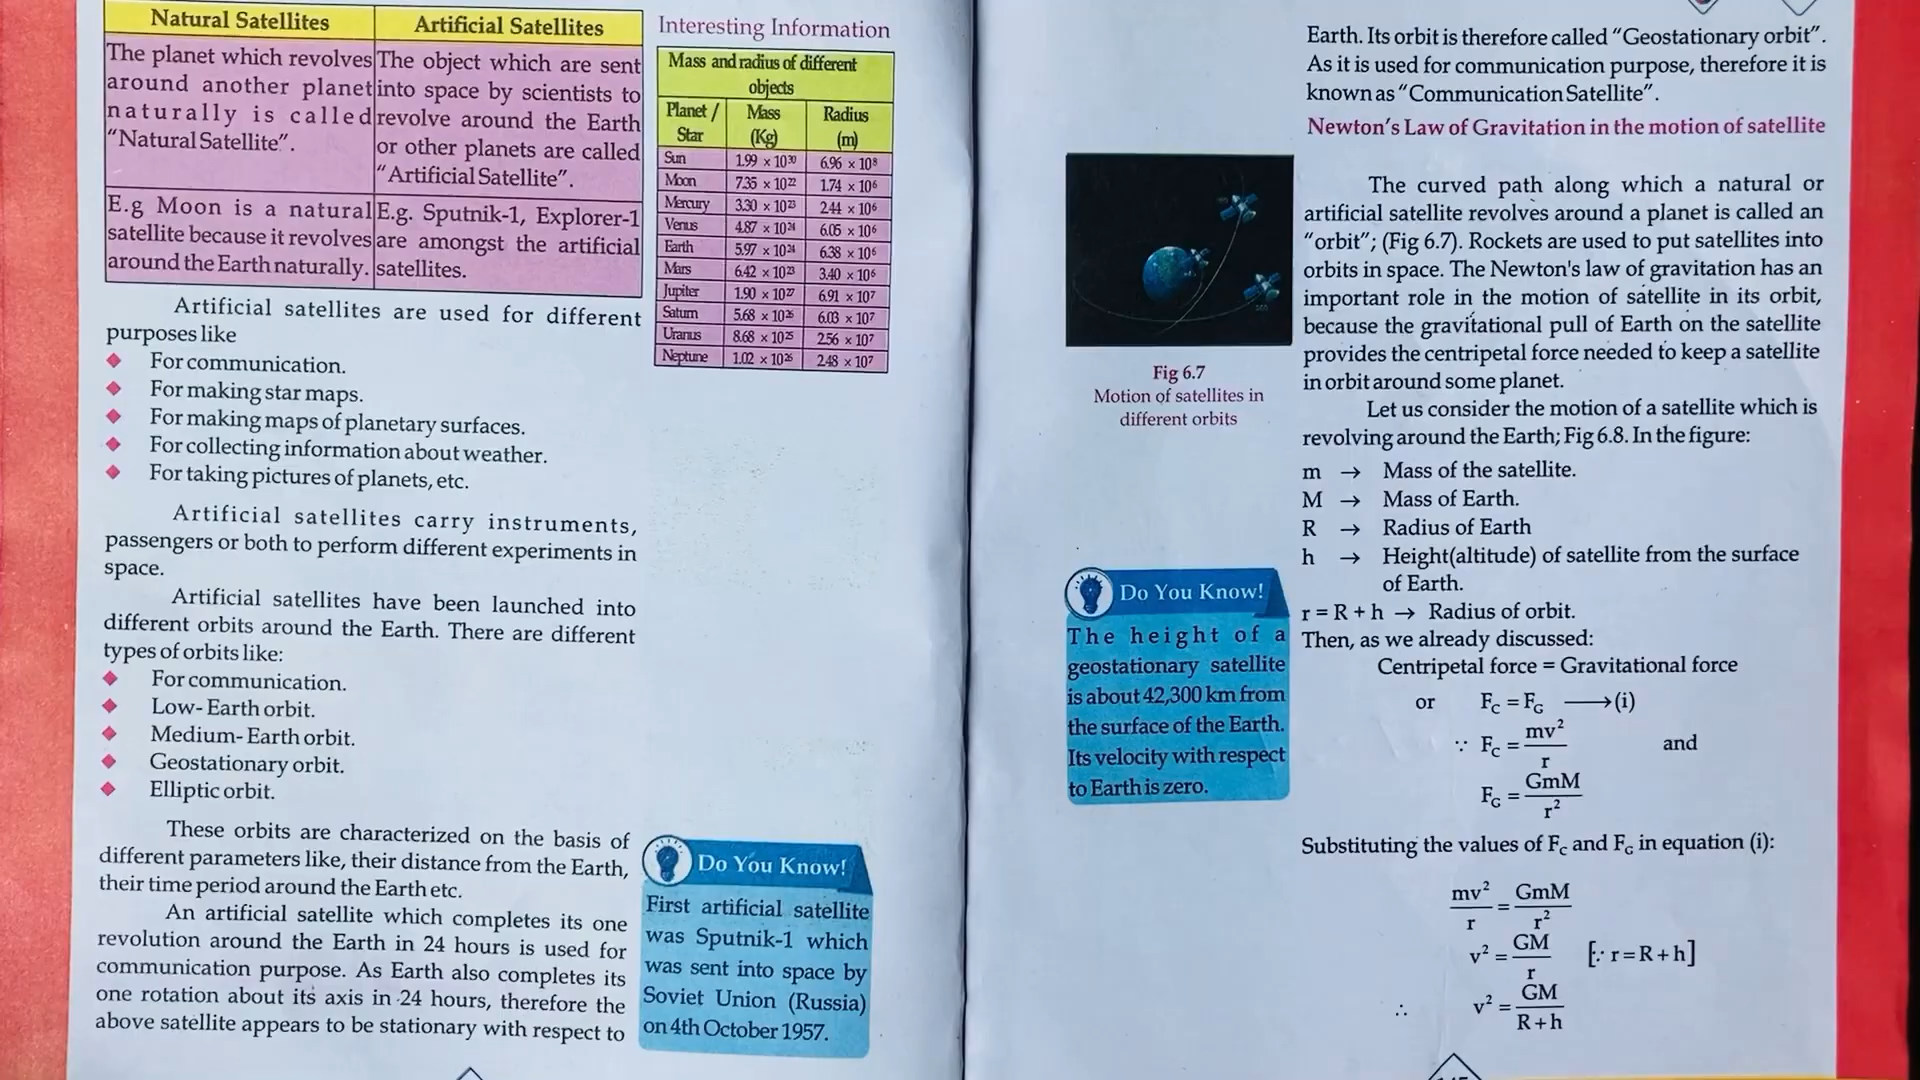 Natural Satellites
Artificial Satellites
The planet which revolves
around another planet
naturally is called
“Natural Satellite”.
The object which are sent
into space by scientists to
revolve around the Earth
or other planets are called
“Artificial Satellite”.
E.g Moon is a natural
satellite because it revolves
around the Earth naturally.
E.g. Sputnik-1, Explorer-1
are amongst the artificial
satellites.
Artificial satellites are used for different
purposes like
For communication.
For making star maps.
For making maps of planetary surfaces.
For collecting information about weather.
For taking pictures of planets, etc.
Artificial satellites carry instruments,
passengers or both to perform different experiments in
space.
Artificial satellites have been launched into
different orbits around the Earth. There are different
types of orbits like:
For communication.
Low- Earth orbit.
Medium- Earth orbit.
Geostationary orbit.
Elliptic orbit.
These orbits are characterized on the basis of
different parameters like, their distance from the Earth,
their time period around the Earth etc.
An artificial satellite which completes its one
revolution around the Earth in 24 hours is used for
communication purpose. As Earth also completes its
one rotation about its axis in 24 hours, therefore the
above satellite appears to be stationary with respect to
Interesting Information
Mass and radius of different
objects
Planet / Star Mass (Kg) Radius (m)
Sun 1.99 × 10³⁰ 6.96 × 10⁸
Moon 7.35 × 10²² 1.74 × 10⁶
Mercury 3.30 × 10²³ 2.44 × 10⁶
Venus 4.87 × 10²⁴ 6.05 × 10⁶
Earth 5.97 × 10²⁴ 6.38 × 10⁶
Mars 6.42 × 10²³ 3.40 × 10⁶
Jupiter 1.90 × 10²⁷ 6.91 × 10⁷
Saturn 5.68 × 10²⁶ 6.03 × 10⁷
Uranus 8.68 × 10²⁵ 2.56 × 10⁷
Neptune 1.02 × 10²⁶ 2.48 × 10⁷
Do You Know!
First artificial satellite
was Sputnik-1 which
was sent into space by
Soviet Union (Russia)
on 4th October 1957.
Earth. Its orbit is therefore called “Geostationary orbit”.
As it is used for communication purpose, therefore it is
known as “Communication Satellite”.
Newton’s Law of Gravitation in the motion of satellite
The curved path along which a natural or
artificial satellite revolves around a planet is called an
“orbit”; (Fig 6.7). Rockets are used to put satellites into
orbits in space. The Newton's law of gravitation has an
important role in the motion of satellite in its orbit,
because the gravitational pull of Earth on the satellite
provides the centripetal force needed to keep a satellite
in orbit around some planet.
Let us consider the motion of a satellite which is
revolving around the Earth; Fig 6.8. In the figure:
m → Mass of the satellite.
M → Mass of Earth.
R → Radius of Earth
h → Height(altitude) of satellite from the surface
of Earth.
r = R + h → Radius of orbit.
Then, as we already discussed:
Centripetal force = Gravitational force
or F_C = F_G ⟶(i)
∵ F_C = mv²/r and
F_G = GmM/r²
Substituting the values of F_C and F_G in equation (i):
mv²/r = GmM/r²
v² = GM/r [∵ r = R + h]
∴ v² = GM/R+h
Fig 6.7
Motion of satellites in
different orbits
Do You Know!
The height of a
geostationary satellite
is about 42,300 km from
the surface of the Earth.
Its velocity with respect
to Earth is zero.